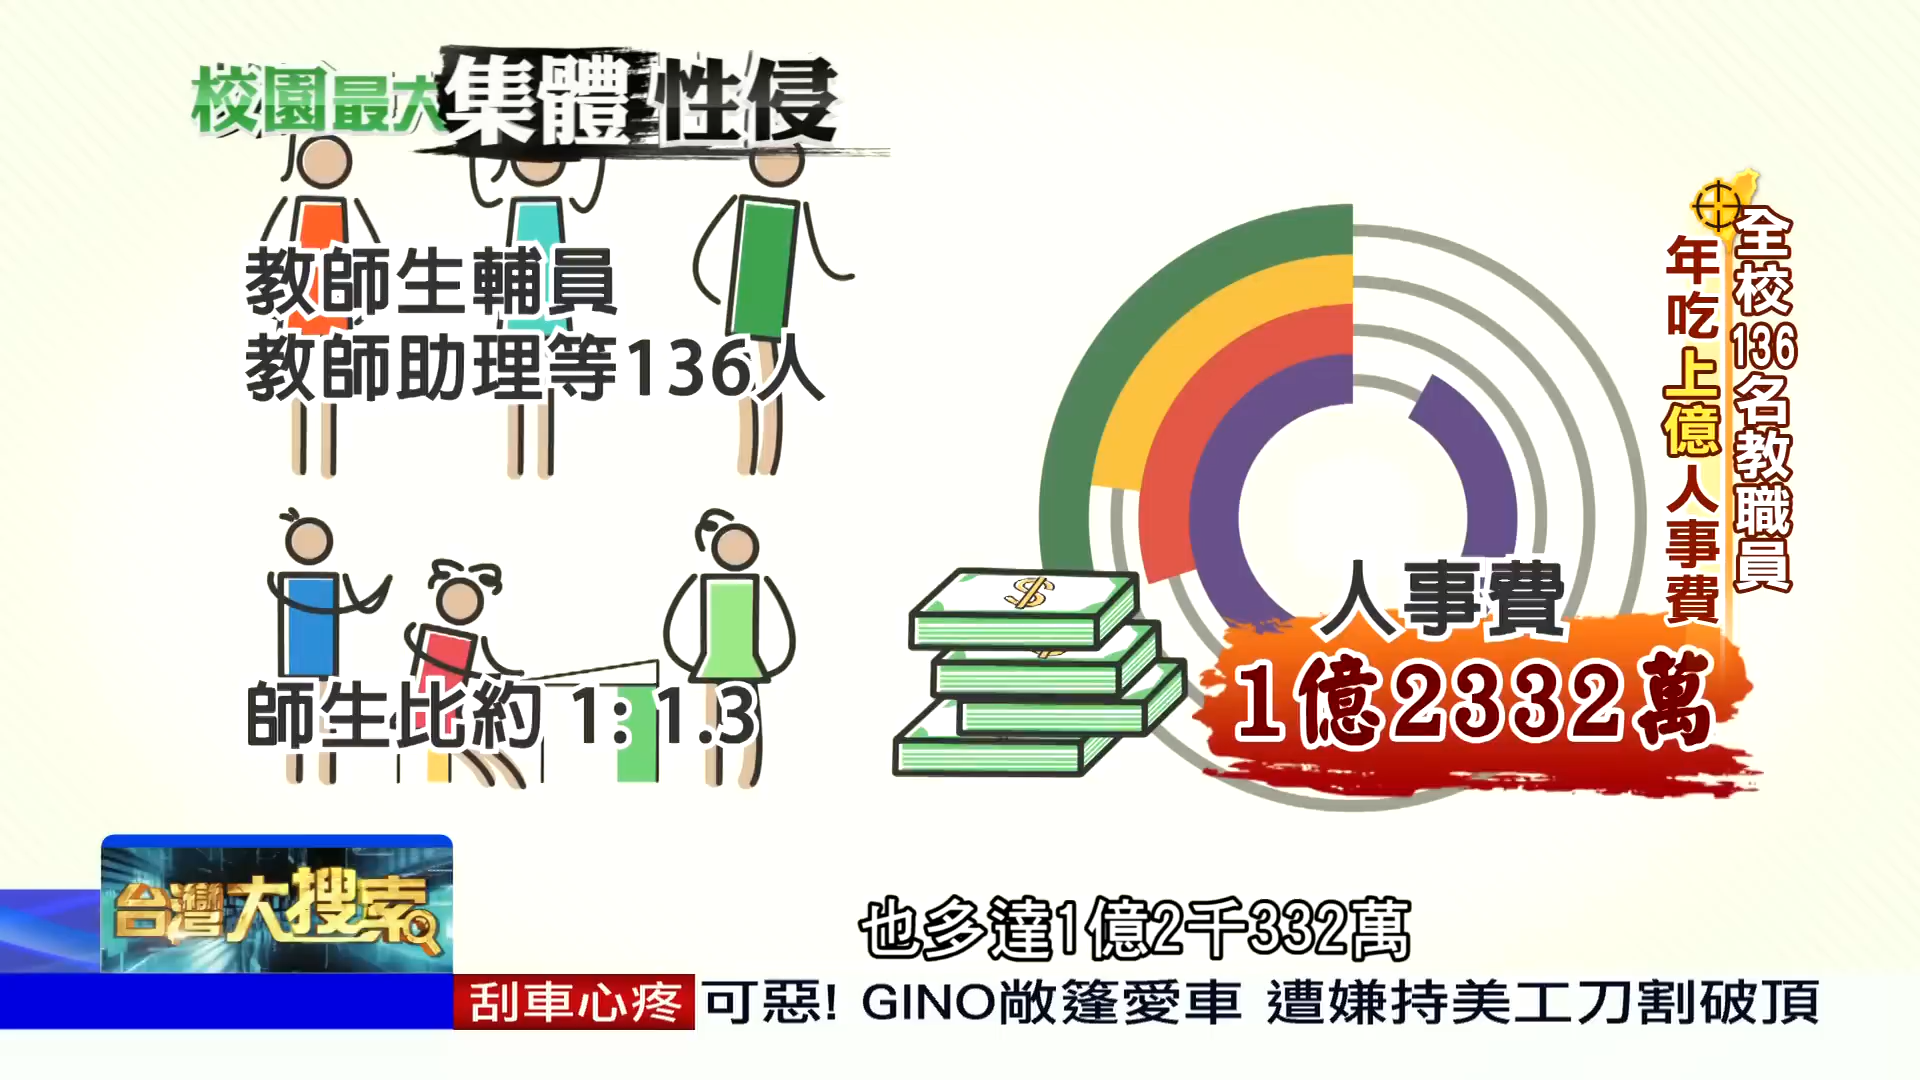 校園最大集體 性侵
教師生輔員
教師助理等136人
師生比約 1:1.3
人事費
1億2332萬
全校136名教職員
年吃上億人事費
台灣大搜索
也多達1億2千332萬
刮車心疼 可惡! GINO敞篷愛車 遭嫌持美工刀割破頂